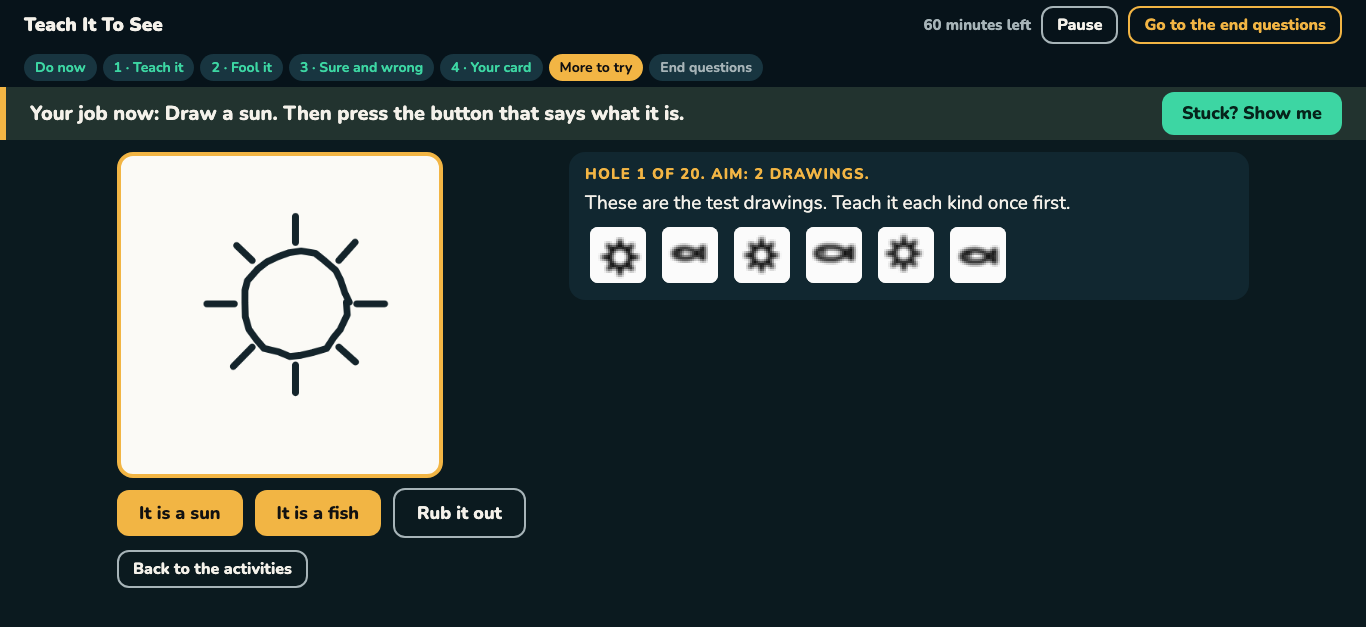 Teach It To See
60 minutes left
Pause
Go to the end questions
Do now
1 · Teach it
2 · Fool it
3 · Sure and wrong
4 · Your card
More to try
End questions
Your job now: Draw a sun. Then press the button that says what it is.
Stuck? Show me
HOLE 1 OF 20. AIM: 2 DRAWINGS.
These are the test drawings. Teach it each kind once first.
It is a sun
It is a fish
Rub it out
Back to the activities